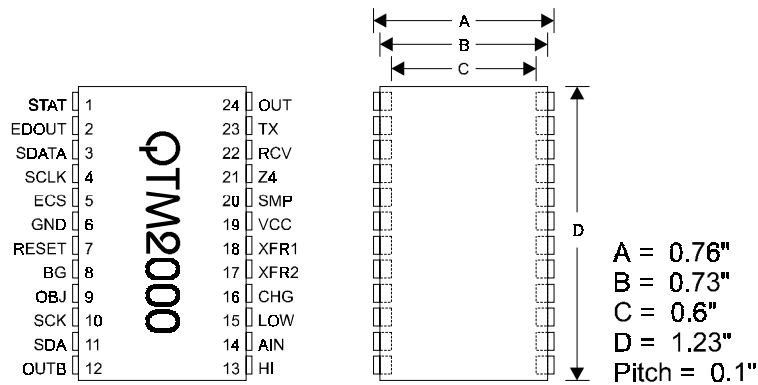 A
B
C
STAT 1 24 OUT
EDOUT 2 23 TX
SDATA 3 22 RCV
SCLK 4 21 Z4
ECS 5 20 SMP
GND 6 19 VCC
RESET 7 18 XFR1
BG 8 17 XFR2
OBJ 9 16 CHG
SCK 10 15 LOW
SDA 11 14 AIN
OUTB 12 13 HI
QTM2000
D
A = 0.76"
B = 0.73"
C = 0.6"
D = 1.23"
Pitch = 0.1"